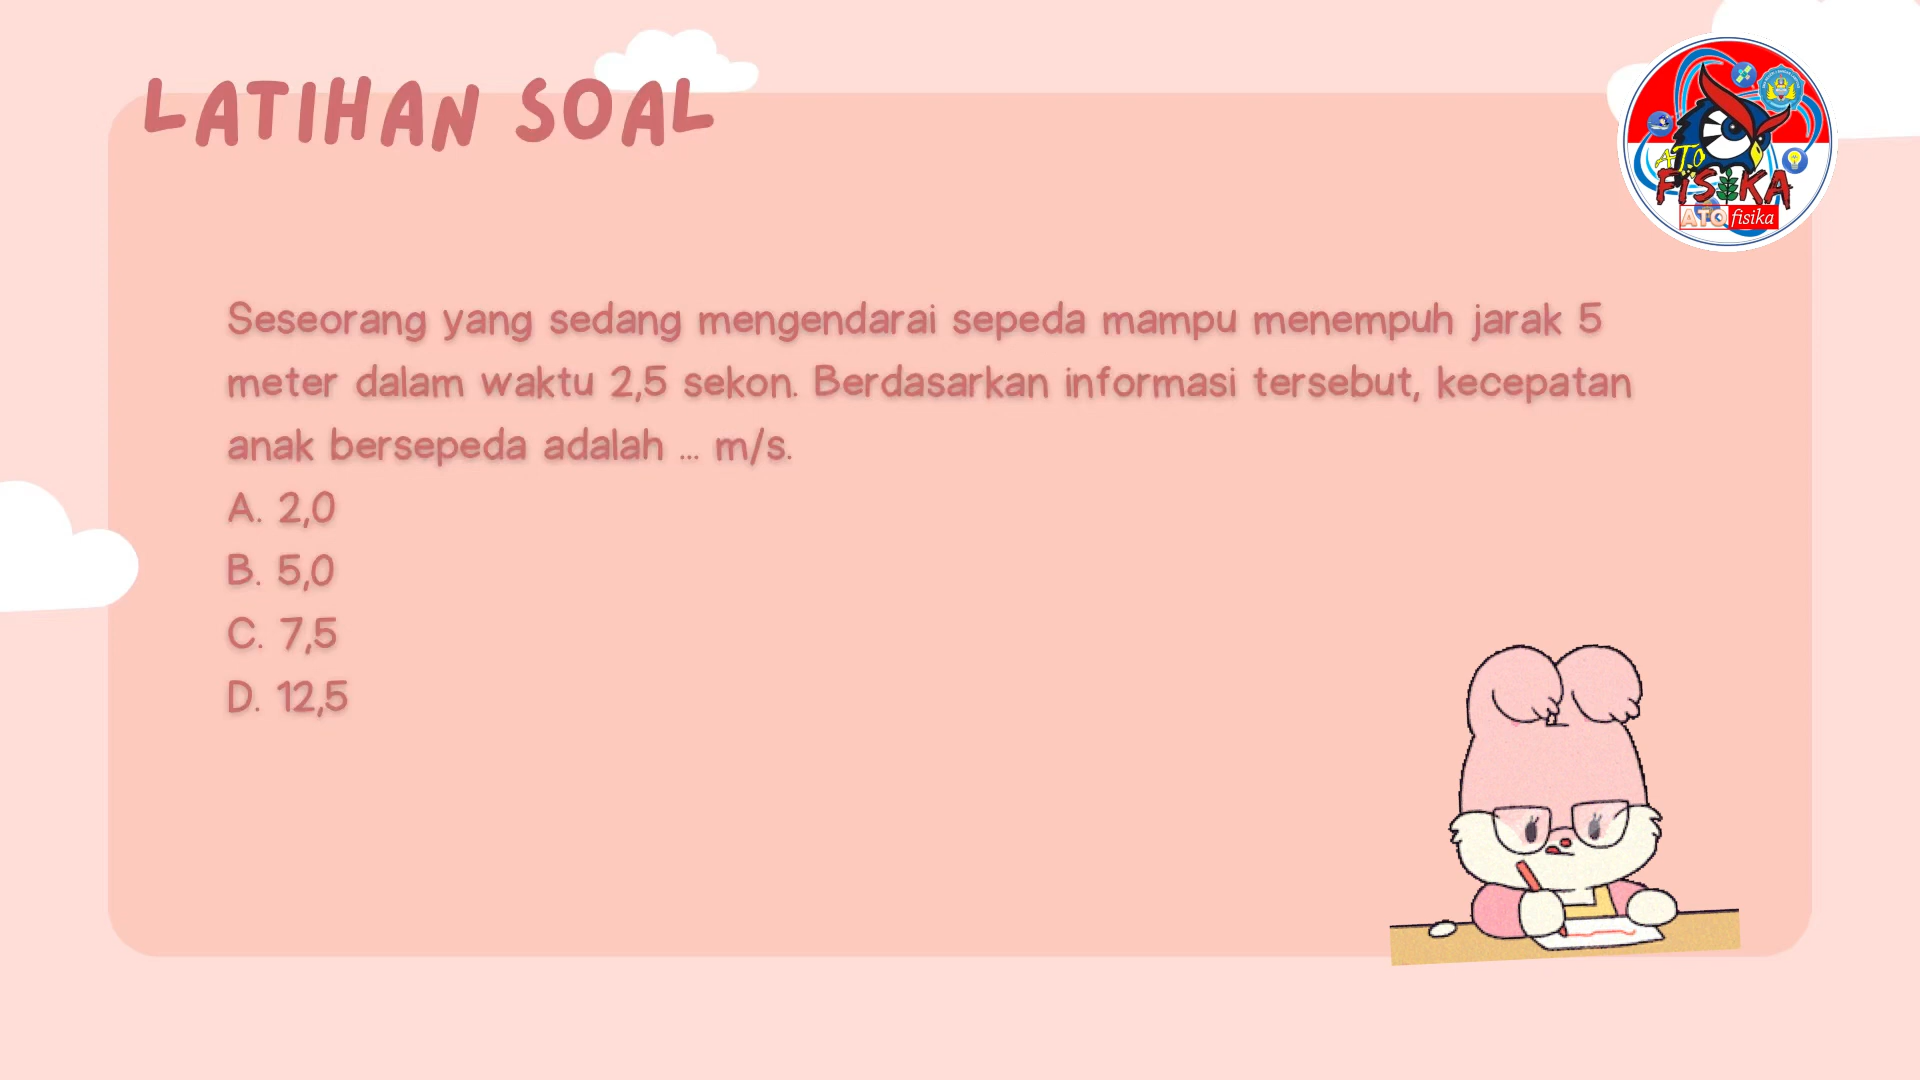 LATIHAN SOAL
ATO
FiSiKA
ATO fisika
Seseorang yang sedang mengendarai sepeda mampu menempuh jarak 5
meter dalam waktu 2,5 sekon. Berdasarkan informasi tersebut, kecepatan
anak bersepeda adalah ... m/s.
A. 2,0
B. 5,0
C. 7,5
D. 12,5